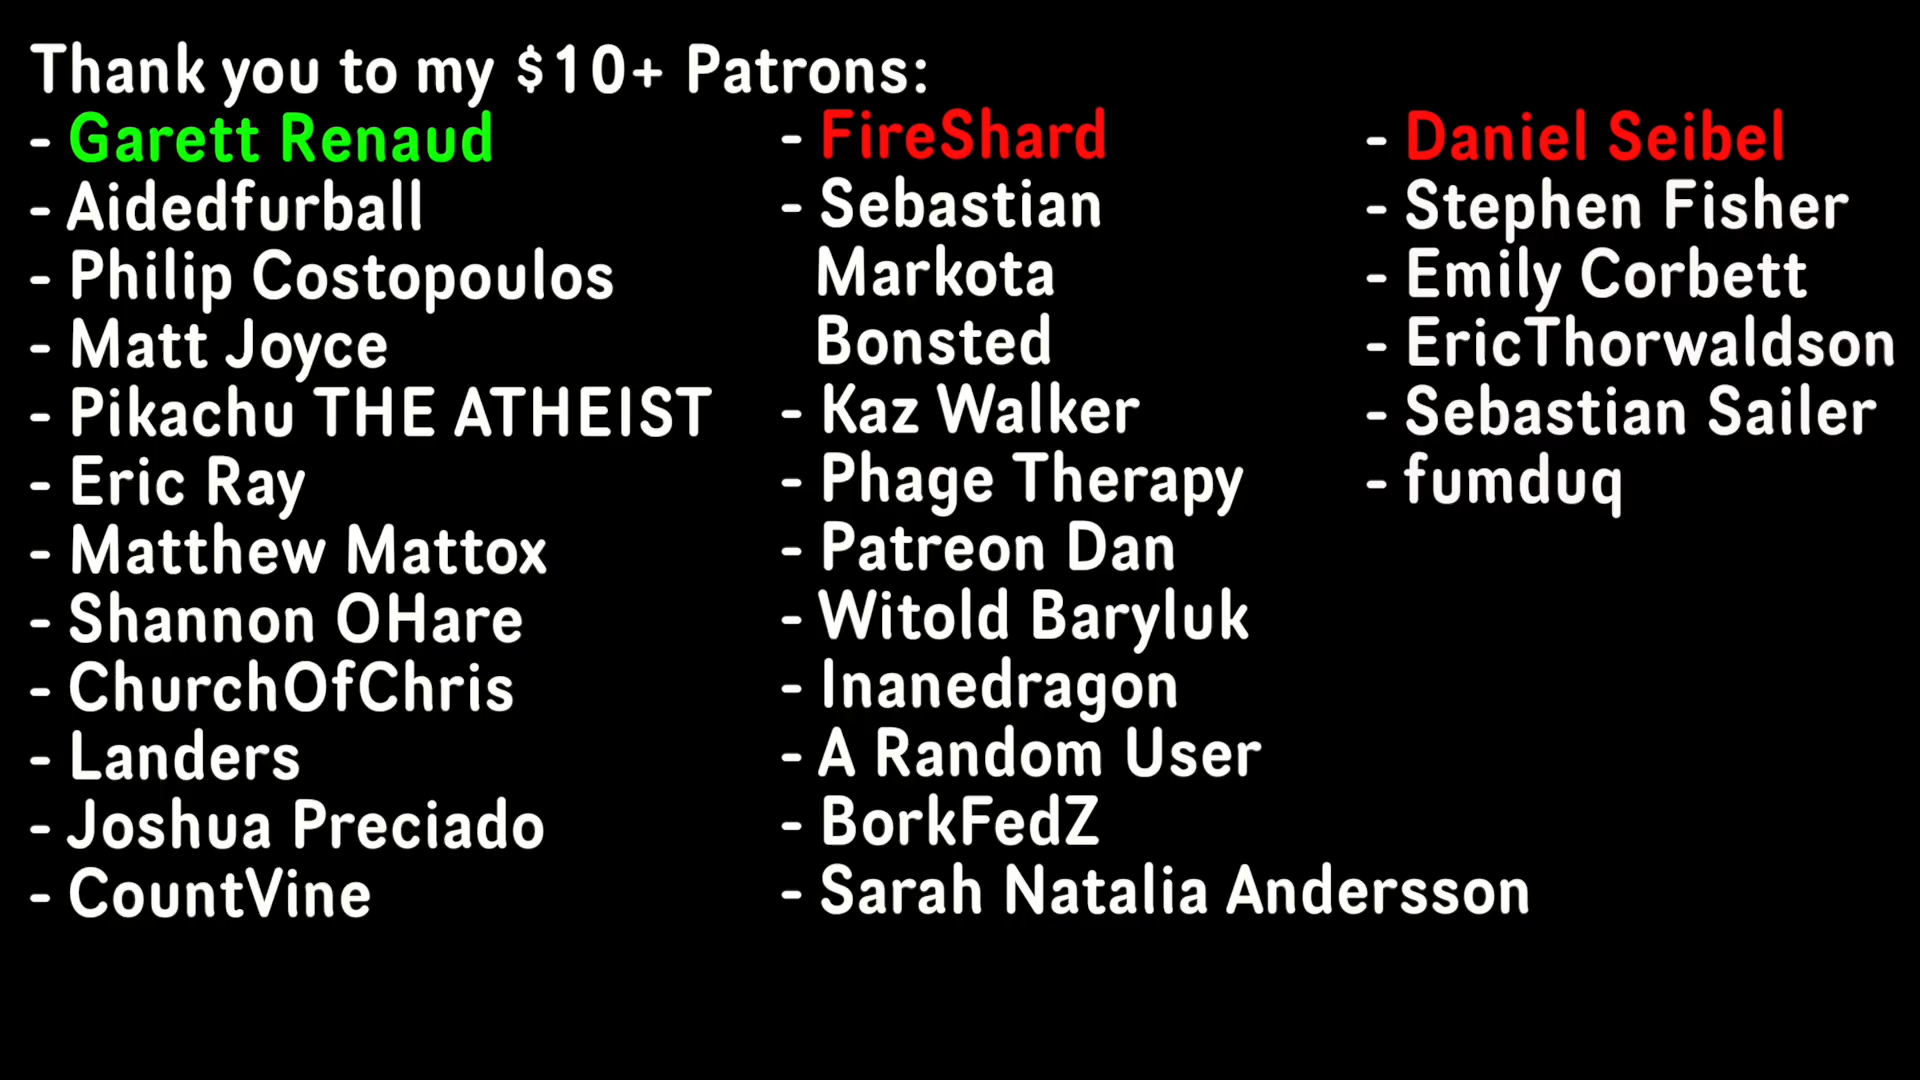 Thank you to my $10+ Patrons:
- Garett Renaud
- Aidedfurball
- Philip Costopoulos
- Matt Joyce
- Pikachu THE ATHEIST
- Eric Ray
- Matthew Mattox
- Shannon OHare
- ChurchOfChris
- Landers
- Joshua Preciado
- CountVine
- FireShard
- Sebastian
Markota
Bonsted
- Kaz Walker
- Phage Therapy
- Patreon Dan
- Witold Baryluk
- Inanedragon
- A Random User
- BorkFedZ
- Sarah Natalia Andersson
- Daniel Seibel
- Stephen Fisher
- Emily Corbett
- EricThorwaldson
- Sebastian Sailer
- fumduq